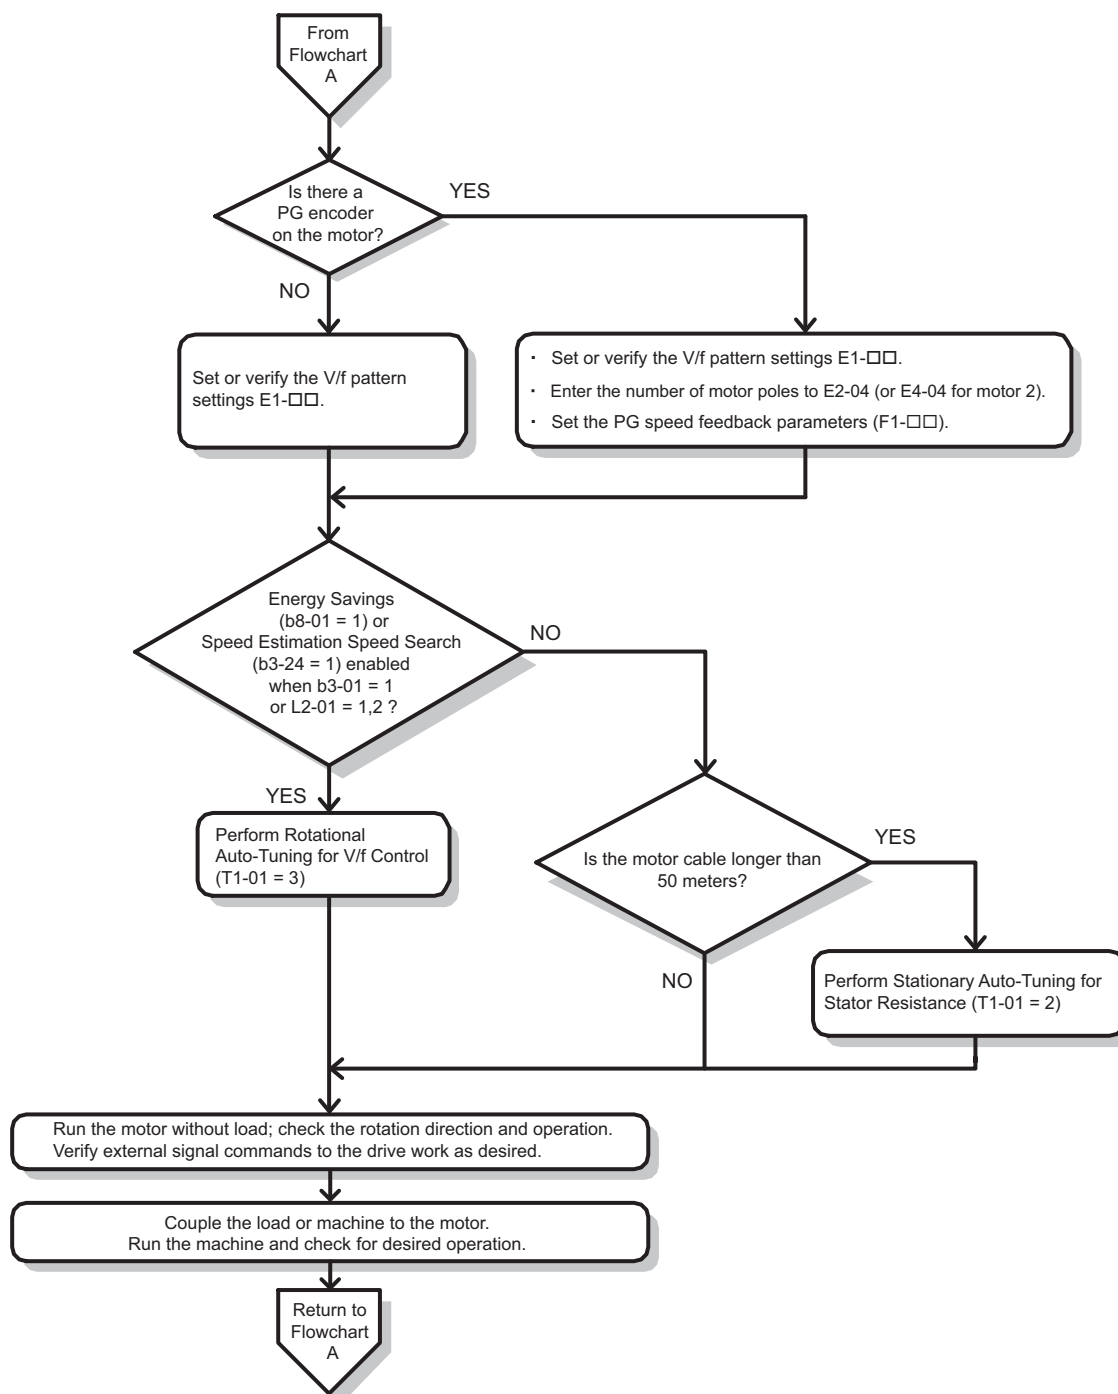 From
Flowchart
A
Is there a
PG encoder
on the motor?
YES
NO
Set or verify the V/f pattern
settings E1-□□.
· Set or verify the V/f pattern settings E1-□□.
· Enter the number of motor poles to E2-04 (or E4-04 for motor 2).
· Set the PG speed feedback parameters (F1-□□).
Energy Savings
(b8-01 = 1) or
Speed Estimation Speed Search
(b3-24 = 1) enabled
when b3-01 = 1
or L2-01 = 1,2 ?
NO
YES
Perform Rotational
Auto-Tuning for V/f Control
(T1-01 = 3)
Is the motor cable longer than
50 meters?
YES
NO
Perform Stationary Auto-Tuning for
Stator Resistance (T1-01 = 2)
Run the motor without load; check the rotation direction and operation.
Verify external signal commands to the drive work as desired.
Couple the load or machine to the motor.
Run the machine and check for desired operation.
Return to
Flowchart
A